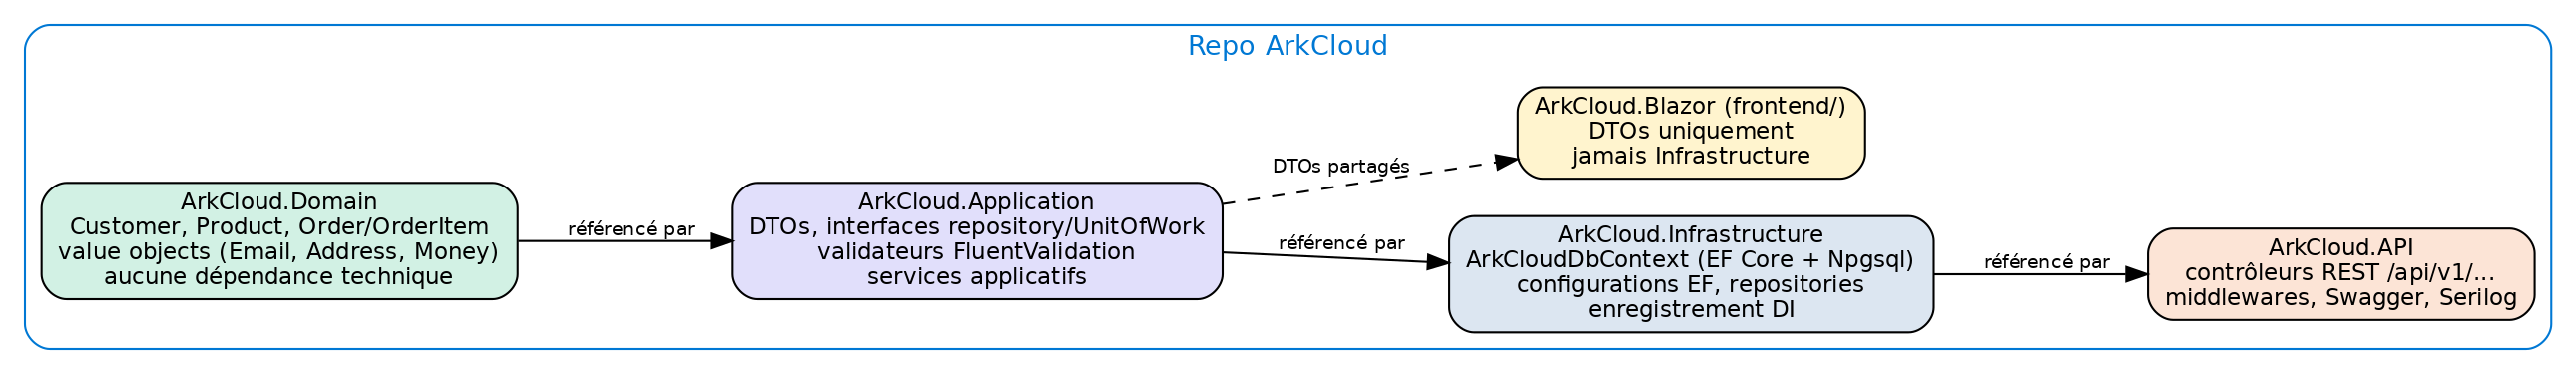 Repo ArkCloud
ArkCloud.Domain
Customer, Product, Order/OrderItem
value objects (Email, Address, Money)
aucune dépendance technique
référencé par
ArkCloud.Application
DTOs, interfaces repository/UnitOfWork
validateurs FluentValidation
services applicatifs
DTOs partagés
ArkCloud.Blazor (frontend/)
DTOs uniquement
jamais Infrastructure
référencé par
ArkCloud.Infrastructure
ArkCloudDbContext (EF Core + Npgsql)
configurations EF, repositories
enregistrement DI
référencé par
ArkCloud.API
contrôleurs REST /api/v1/...
middlewares, Swagger, Serilog